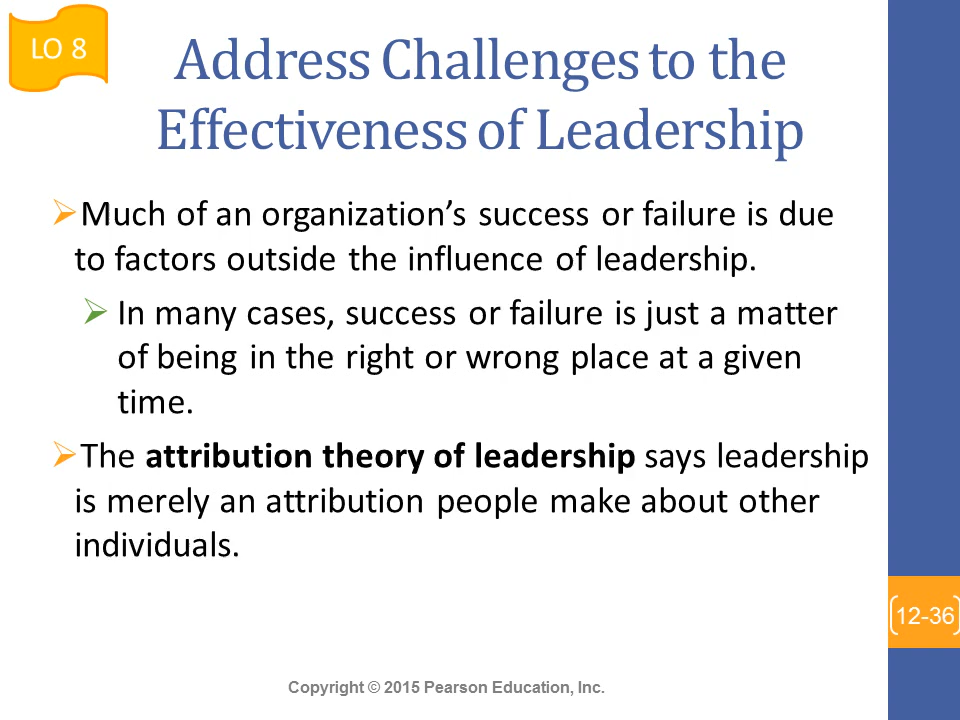 LO 8
Address Challenges to the
Effectiveness of Leadership
Much of an organization’s success or failure is due
to factors outside the influence of leadership.
In many cases, success or failure is just a matter
of being in the right or wrong place at a given
time.
The attribution theory of leadership says leadership
is merely an attribution people make about other
individuals.
12-36
Copyright © 2015 Pearson Education, Inc.